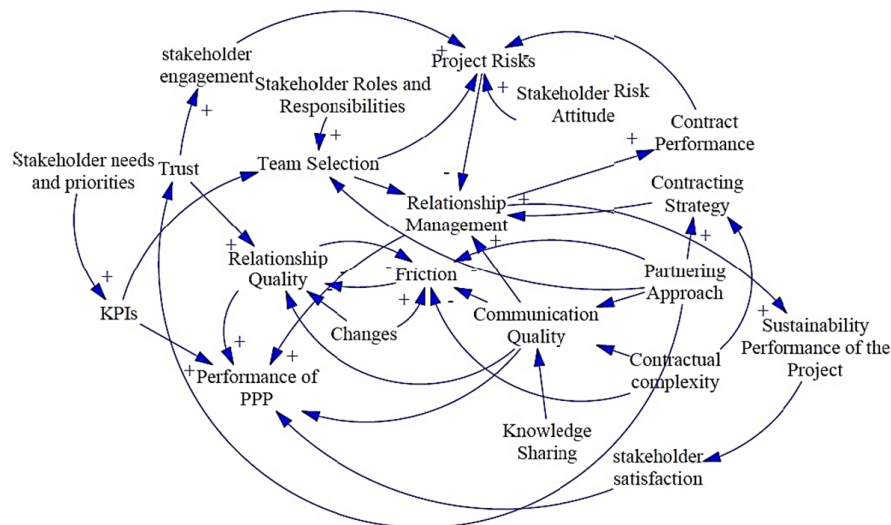 stakeholder
engagement
+
Project Risks
-
Stakeholder Roles and
Responsibilities
+
Stakeholder Risk
Attitude
+
Contract
Performance
+
+
Stakeholder needs
and priorities
Trust
Team Selection
-
Relationship
Management
+
+
Contracting
Strategy
+
+
Relationship
Quality
-
-
-
Friction
-
Partnering
Approach
+
KPIs
Changes
+
-
Communication
Quality
+
Sustainability
Performance of the
Project
+
Performance of
PPP
+
+
Contractual
complexity
Knowledge
Sharing
stakeholder
satisfaction